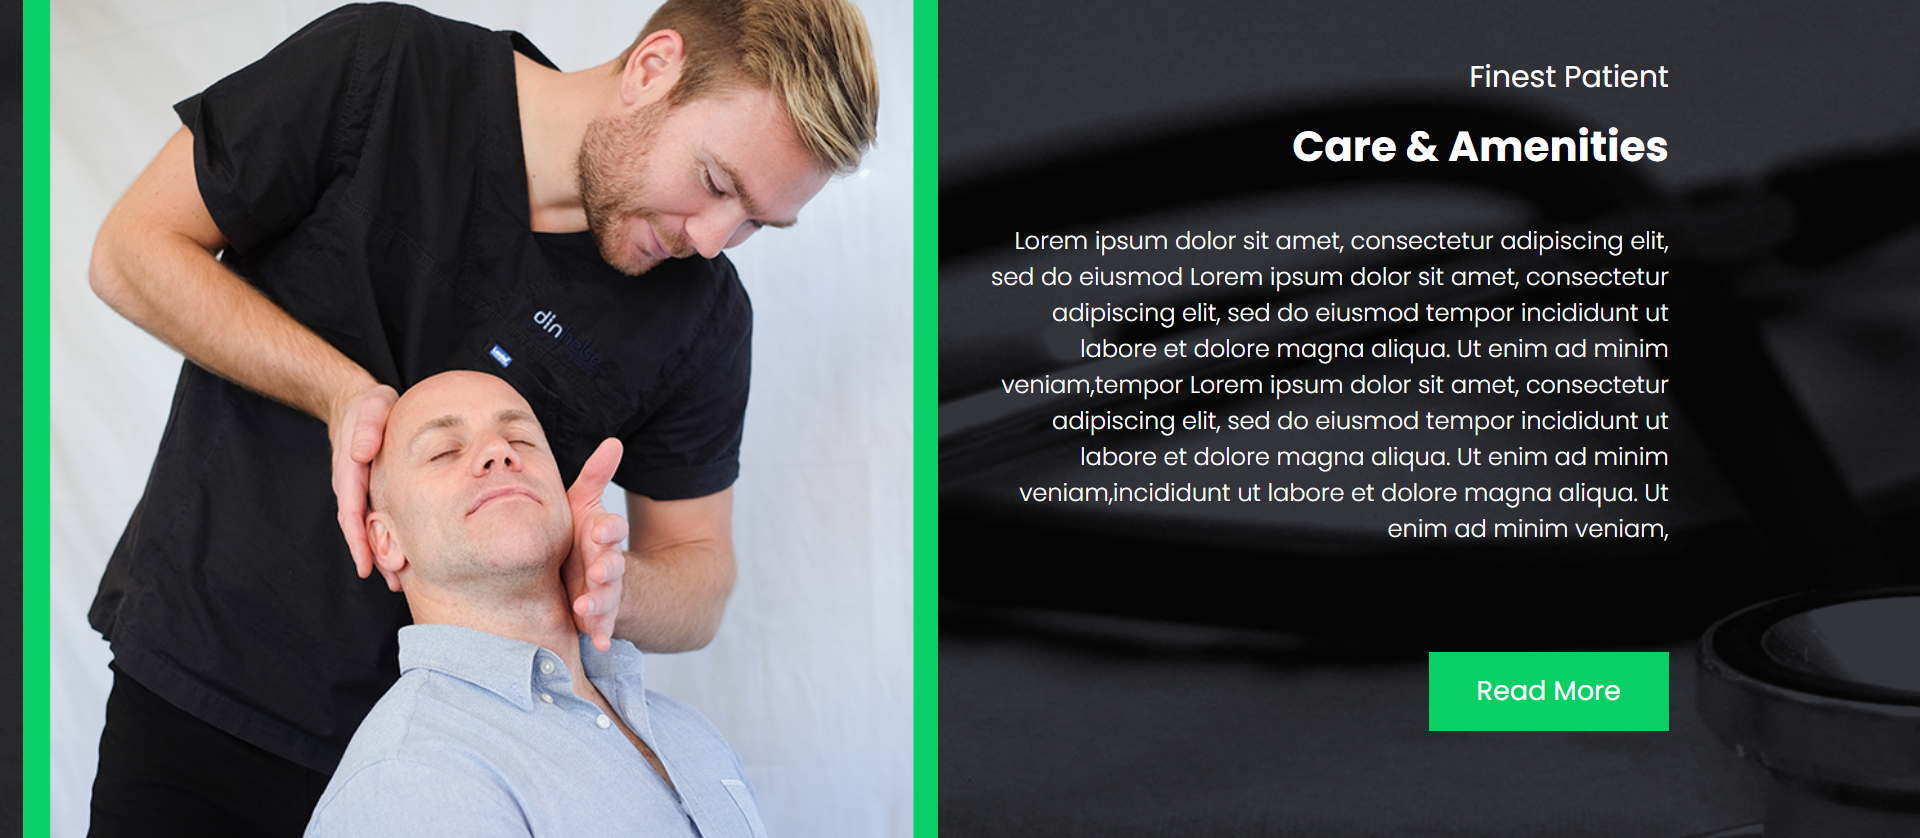 dinhelse
Finest Patient
Care & Amenities
Lorem ipsum dolor sit amet, consectetur adipiscing elit,
sed do eiusmod Lorem ipsum dolor sit amet, consectetur
adipiscing elit, sed do eiusmod tempor incididunt ut
labore et dolore magna aliqua. Ut enim ad minim
veniam,tempor Lorem ipsum dolor sit amet, consectetur
adipiscing elit, sed do eiusmod tempor incididunt ut
labore et dolore magna aliqua. Ut enim ad minim
veniam,incididunt ut labore et dolore magna aliqua. Ut
enim ad minim veniam,
Read More